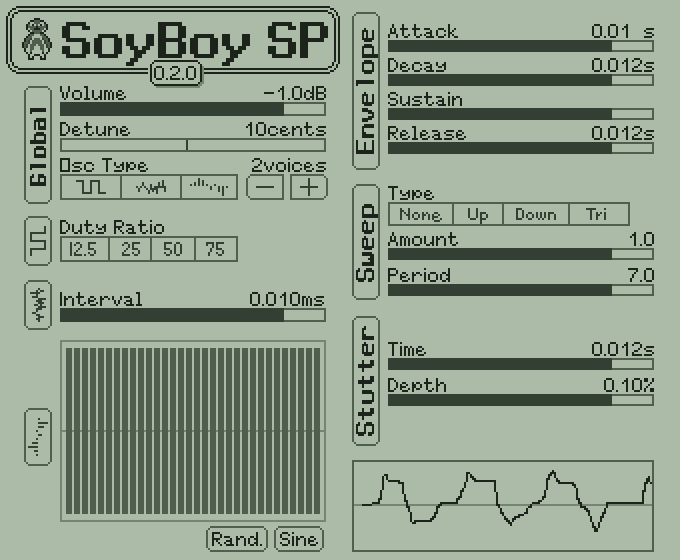 SoyBoy SP
0.2.0
Global
Volume -1.0dB
Detune 10cents
Osc Type 2voices
− +
Duty Ratio
12.5 25 50 75
Interval 0.010ms
Rand. Sine
Envelope
Attack 0.01 s
Decay 0.012s
Sustain
Release 0.012s
Sweep
Type
None Up Down Tri
Amount 1.0
Period 7.0
Stutter
Time 0.012s
Depth 0.10%